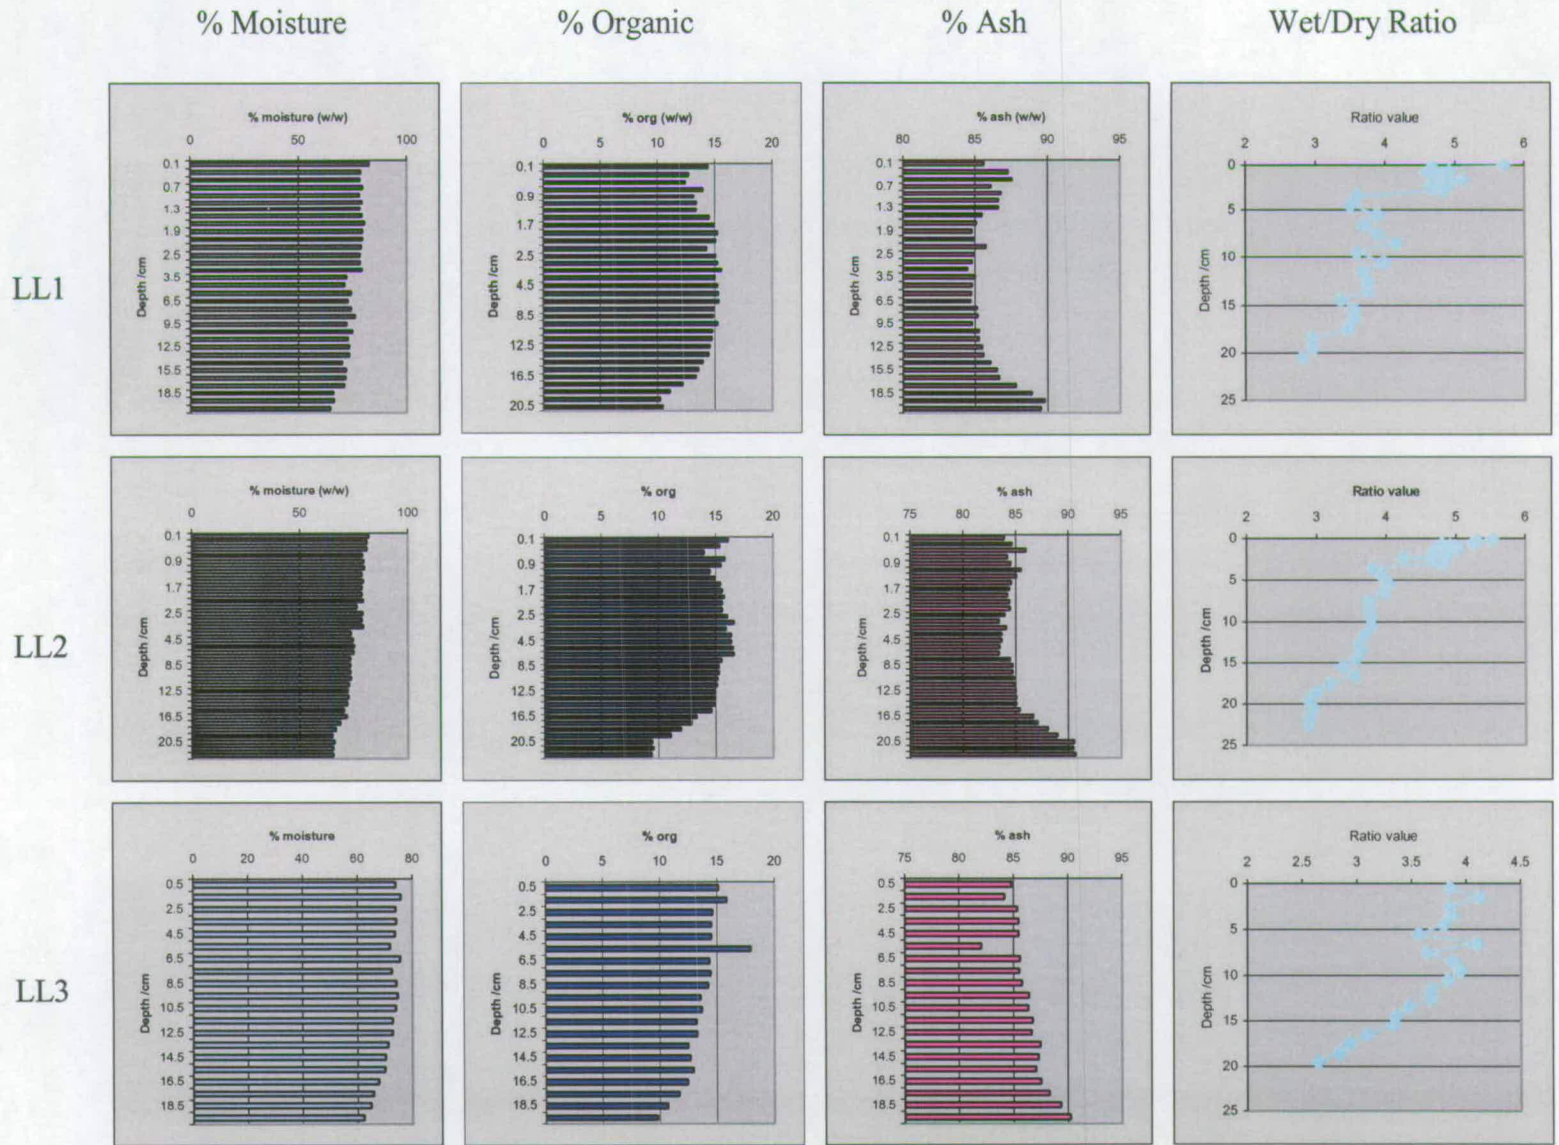 % Moisture % Organic % Ash Wet/Dry Ratio
LL1
% moisture (w/w)
0 50 100
Depth /cm
0.1
0.7
1.3
1.9
2.5
3.5
6.5
9.5
12.5
15.5
18.5
% org (w/w)
0 5 10 15 20
Depth /cm
0.1
0.9
1.7
2.5
4.5
8.5
12.5
16.5
20.5
% ash (w/w)
80 85 90 95
Depth /cm
0.1
0.7
1.3
1.9
2.5
3.5
6.5
9.5
12.5
15.5
18.5
Ratio value
2 3 4 5 6
Depth /cm
0
5
10
15
20
25
LL2
% moisture (w/w)
0 50 100
Depth /cm
0.1
0.9
1.7
2.5
4.5
8.5
12.5
16.5
20.5
% org
0 5 10 15 20
Depth /cm
0.1
0.9
1.7
2.5
4.5
8.5
12.5
16.5
20.5
% ash
75 80 85 90 95
Depth /cm
0.1
0.9
1.7
2.5
4.5
8.5
12.5
16.5
20.5
Ratio value
2 3 4 5 6
Depth /cm
0
5
10
15
20
25
LL3
% moisture
0 20 40 60 80
Depth /cm
0.5
2.5
4.5
6.5
8.5
10.5
12.5
14.5
16.5
18.5
% org
0 5 10 15 20
Depth /cm
0.5
2.5
4.5
6.5
8.5
10.5
12.5
14.5
16.5
18.5
% ash
75 80 85 90 95
Depth /cm
0.5
2.5
4.5
6.5
8.5
10.5
12.5
14.5
16.5
18.5
Ratio value
2 2.5 3 3.5 4 4.5
Depth /cm
0
5
10
15
20
25